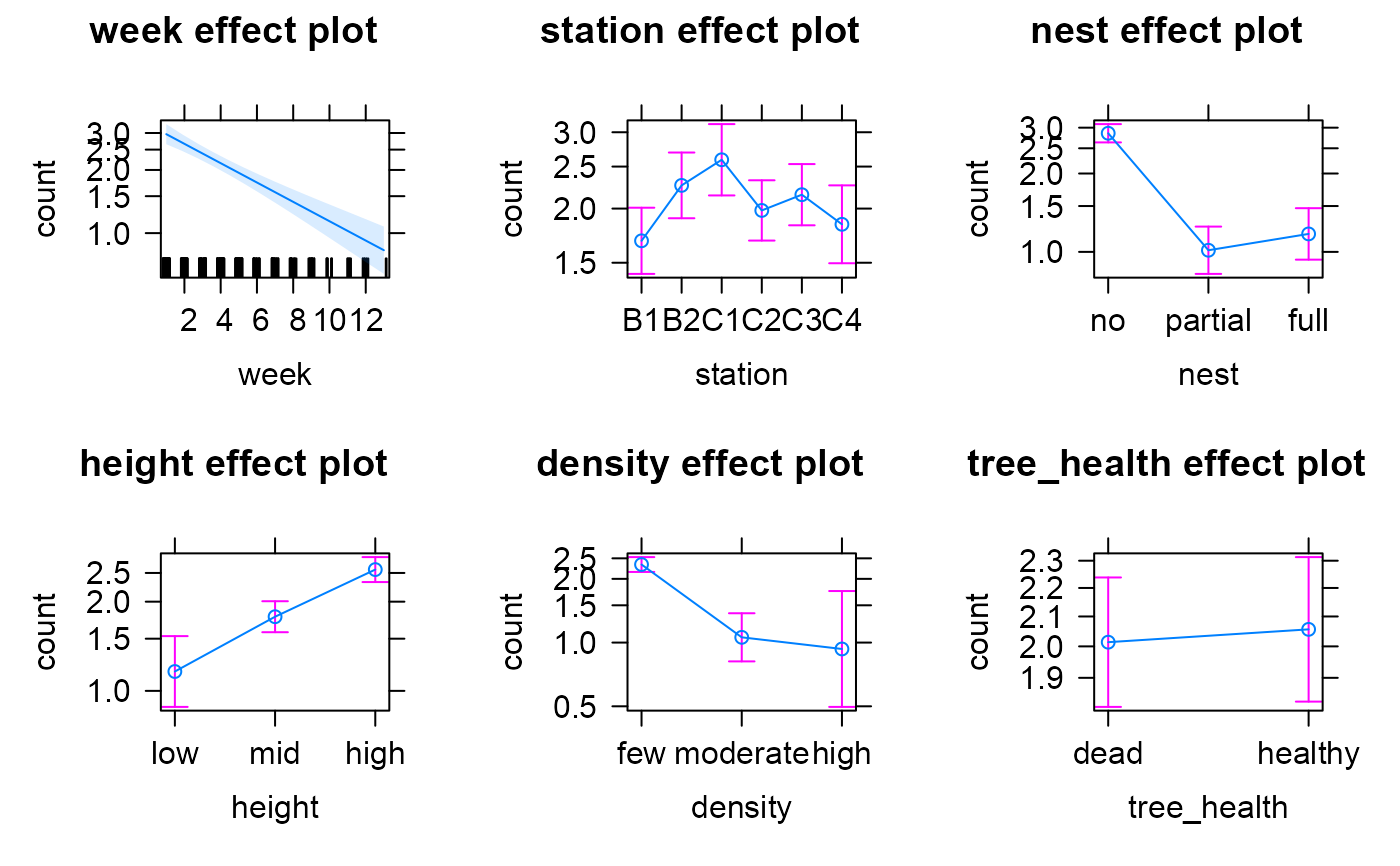 week effect plot
count
3.0
2.5
2.0
1.5
1.0
2 4 6 8 10 12
week
station effect plot
count
3.0
2.5
2.0
1.5
B1 B2 C1 C2 C3 C4
station
nest effect plot
count
3.0
2.5
2.0
1.5
1.0
no partial full
nest
height effect plot
count
2.5
2.0
1.5
1.0
low mid high
height
density effect plot
count
2.5
2.0
1.5
1.0
0.5
few moderate high
density
tree_health effect plot
count
2.3
2.2
2.1
2.0
1.9
dead healthy
tree_health